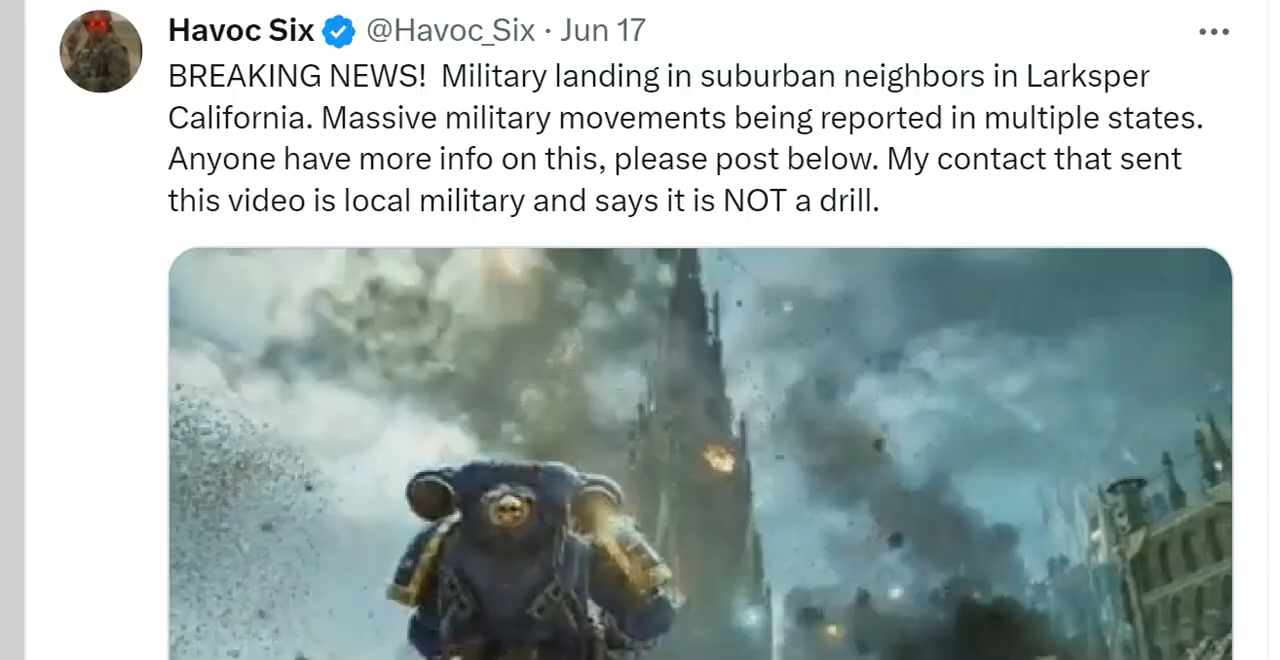 Havoc Six @Havoc_Six · Jun 17
BREAKING NEWS!  Military landing in suburban neighbors in Larksper
California. Massive military movements being reported in multiple states.
Anyone have more info on this, please post below. My contact that sent
this video is local military and says it is NOT a drill.